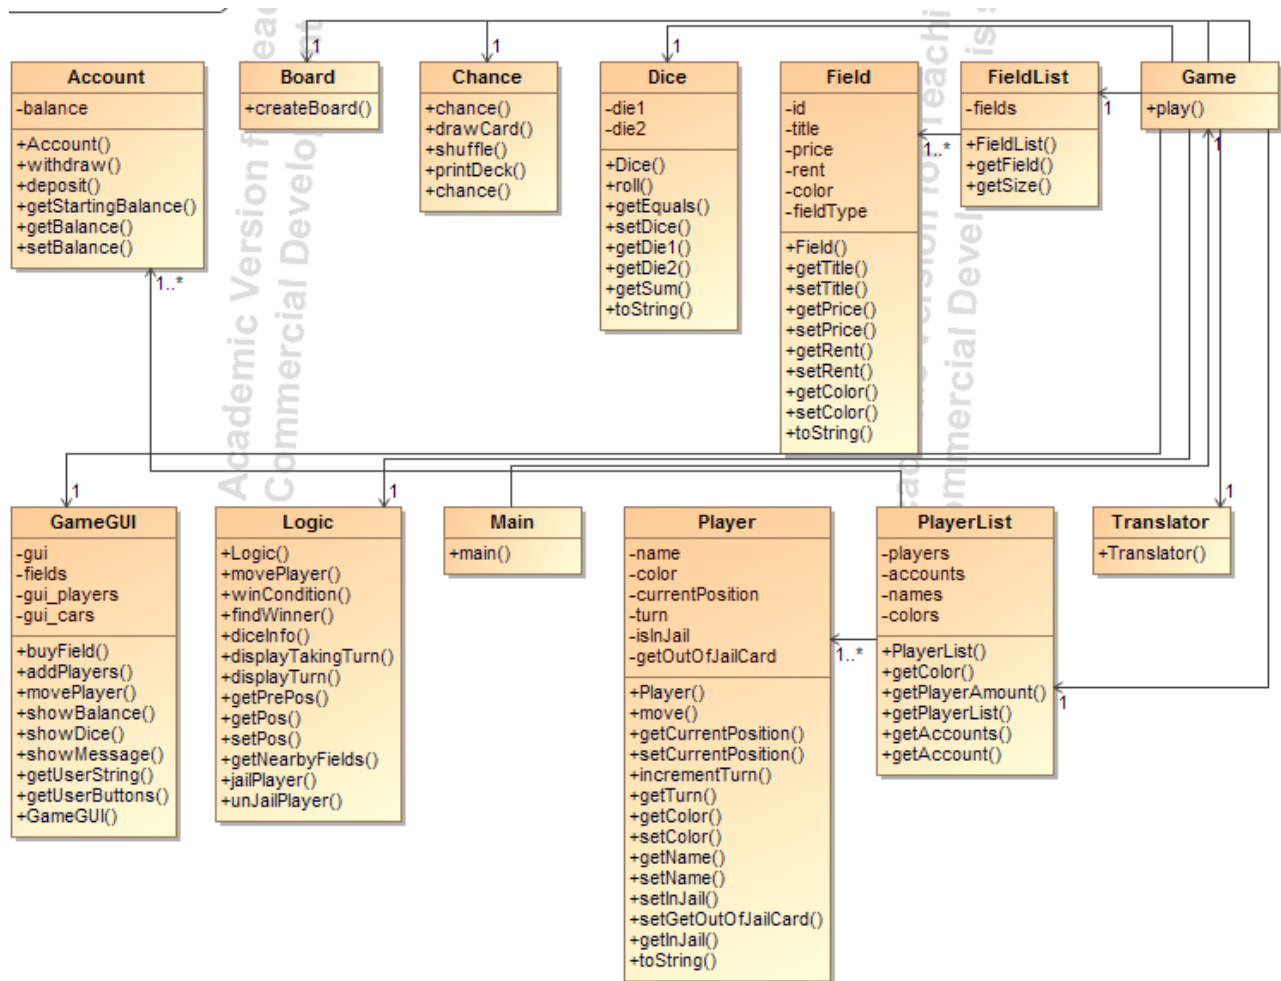 1
1
1
Account
-balance
+Account()
+withdraw()
+deposit()
+getStartingBalance()
+getBalance()
+setBalance()
1..*
Board
+createBoard()
Chance
+chance()
+drawCard()
+shuffle()
+printDeck()
+chance()
Dice
-die1
-die2
+Dice()
+roll()
+getEquals()
+setDice()
+getDie1()
+getDie2()
+getSum()
+toString()
Field
-id
-title
-price
-rent
-color
-fieldType
+Field()
+getTitle()
+setTitle()
+getPrice()
+setPrice()
+getRent()
+setRent()
+getColor()
+setColor()
+toString()
1..*
FieldList
-fields
+FieldList()
+getField()
+getSize()
1
Game
+play()
1
Academic Version for Teac
Commercial Development
1
GameGUI
-gui
-fields
-gui_players
-gui_cars
+buyField()
+addPlayers()
+movePlayer()
+showBalance()
+showDice()
+showMessage()
+getUserString()
+getUserButtons()
+GameGUI()
1
Logic
+Logic()
+movePlayer()
+winCondition()
+findWinner()
+diceInfo()
+displayTakingTurn()
+displayTurn()
+getPrePos()
+getPos()
+setPos()
+getNearbyFields()
+jailPlayer()
+unJailPlayer()
Main
+main()
Player
-name
-color
-currentPosition
-turn
-isInJail
-getOutOfJailCard
+Player()
+move()
+getCurrentPosition()
+setCurrentPosition()
+incrementTurn()
+getTurn()
+getColor()
+setColor()
+getName()
+setName()
+setInJail()
+setGetOutOfJailCard()
+getInJail()
+toString()
1..*
PlayerList
-players
-accounts
-names
-colors
+PlayerList()
+getColor()
+getPlayerAmount()
+getPlayerList()
+getAccounts()
+getAccount()
1
1
Translator
+Translator()